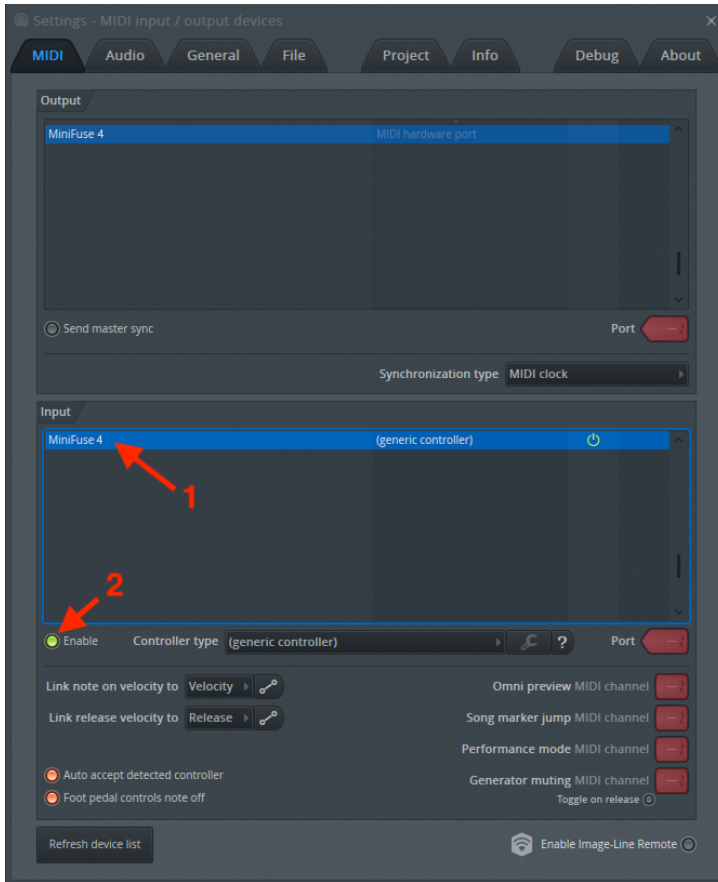 Settings - MIDI input / output devices
MIDI Audio General File Project Info Debug About
Output
MiniFuse 4 MIDI hardware port
Send master sync Port ---
Synchronization type MIDI clock
Input
MiniFuse 4 (generic controller)
1
2
Enable Controller type (generic controller) ? Port ---
Link note on velocity to Velocity Omni preview MIDI channel ---
Link release velocity to Release Song marker jump MIDI channel ---
Performance mode MIDI channel ---
Auto accept detected controller Generator muting MIDI channel ---
Foot pedal controls note off Toggle on release
Refresh device list Enable Image-Line Remote